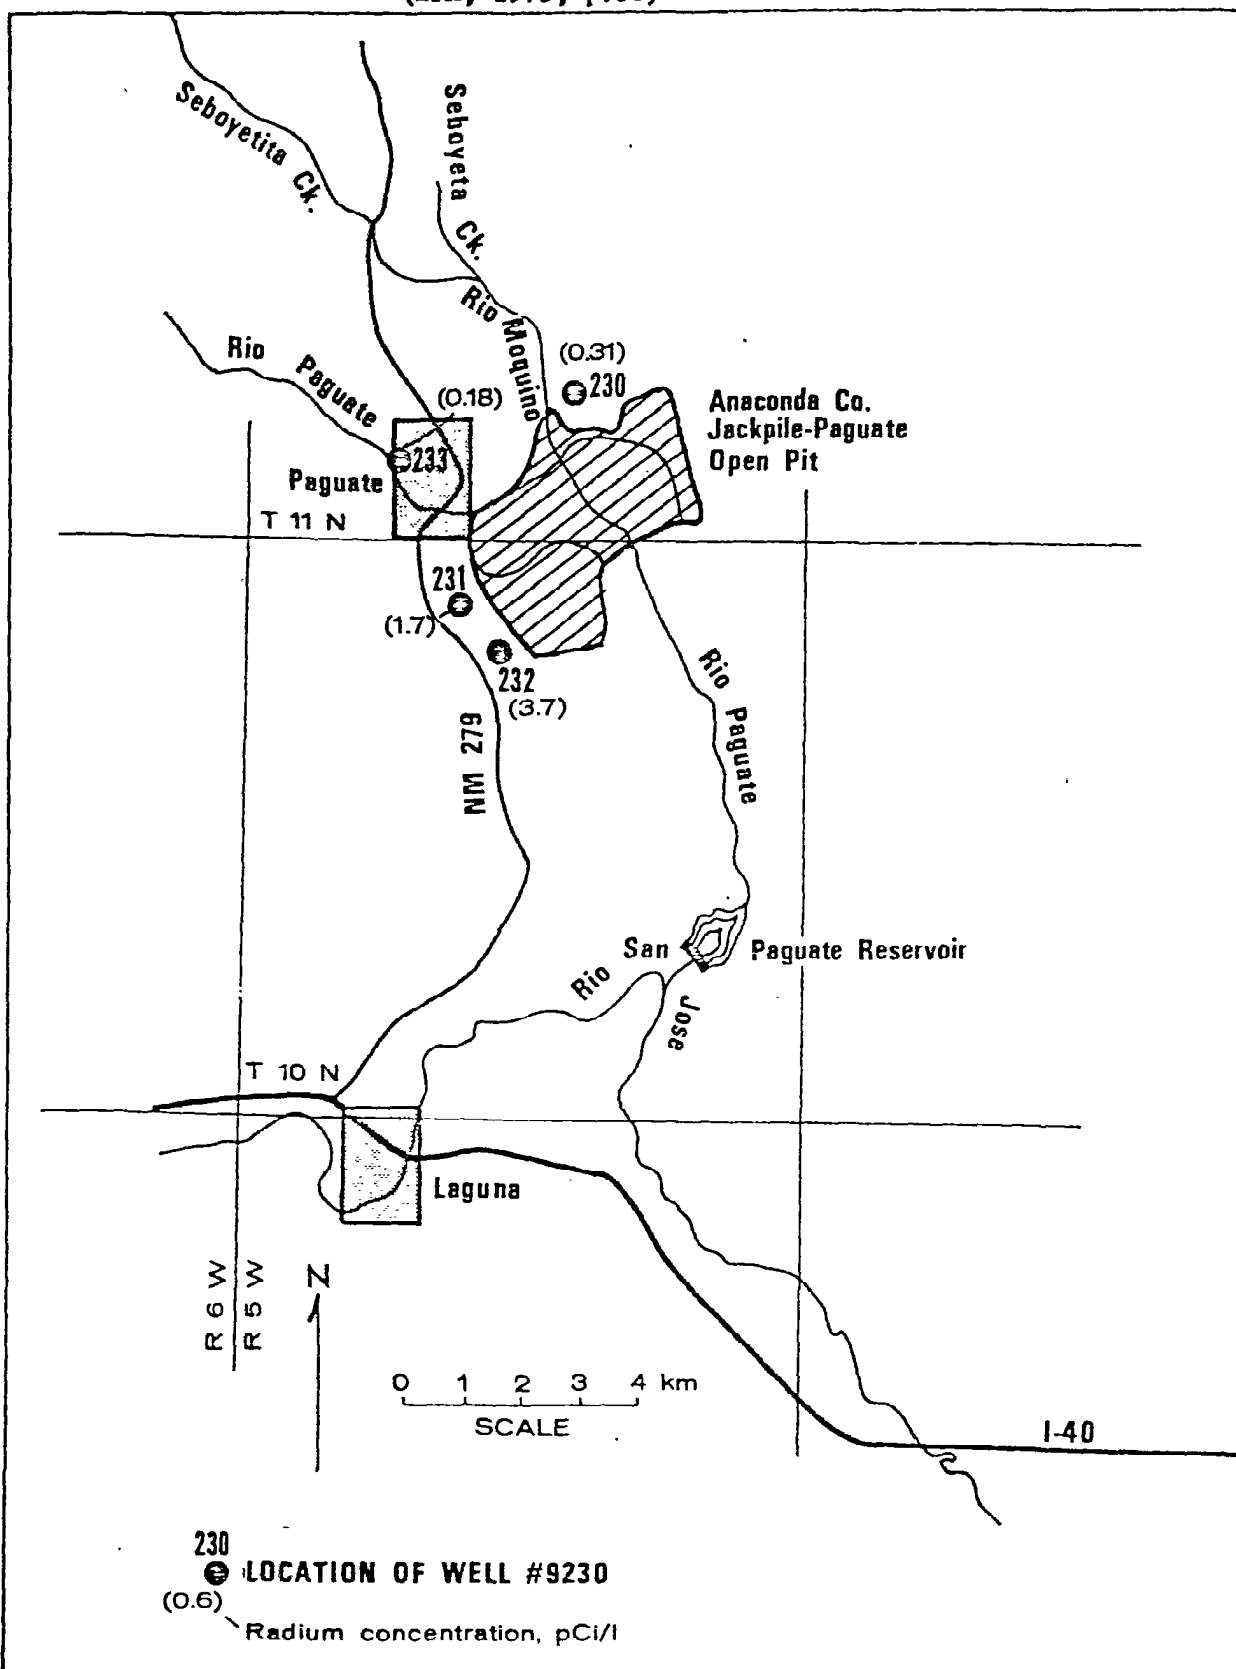 Seboyetita Ck.
Seboyeta Ck.
Rio Moquino
Rio Paguate
(0.31)
230
(0.18)
233
Paguate
Anaconda Co.
Jackpile-Paguate
Open Pit
T 11 N
231
(1.7)
232
(3.7)
NM 279
Rio Paguate
Rio San Jose
Paguate Reservoir
T 10 N
Laguna
R 6 W
R 5 W
N
0 1 2 3 4 km
SCALE
I-40
230
LOCATION OF WELL #9230
(0.6)
Radium concentration, pCi/l